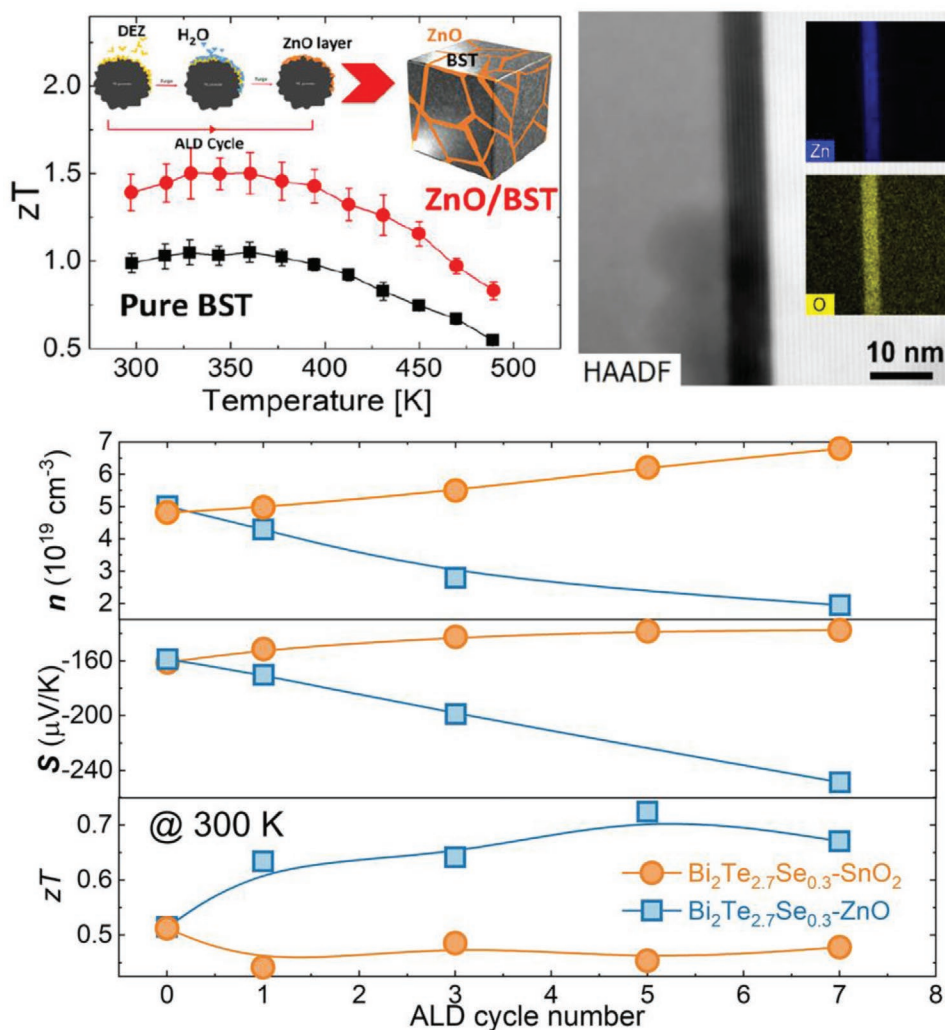 DEZ
H₂O
ZnO layer
Purge
Purge
ALD Cycle
ZnO
BST
ZnO/BST
Pure BST
zT
2.0
1.5
1.0
0.5
300
350
400
450
500
Temperature [K]
HAADF
Zn
O
10 nm
n (10¹⁹ cm⁻³)
7
6
5
4
3
2
S (μV/K)
-160
-200
-240
@ 300 K
zT
0.7
0.6
0.5
Bi₂Te₂.₇Se₀.₃-SnO₂
Bi₂Te₂.₇Se₀.₃-ZnO
0 1 2 3 4 5 6 7 8
ALD cycle number